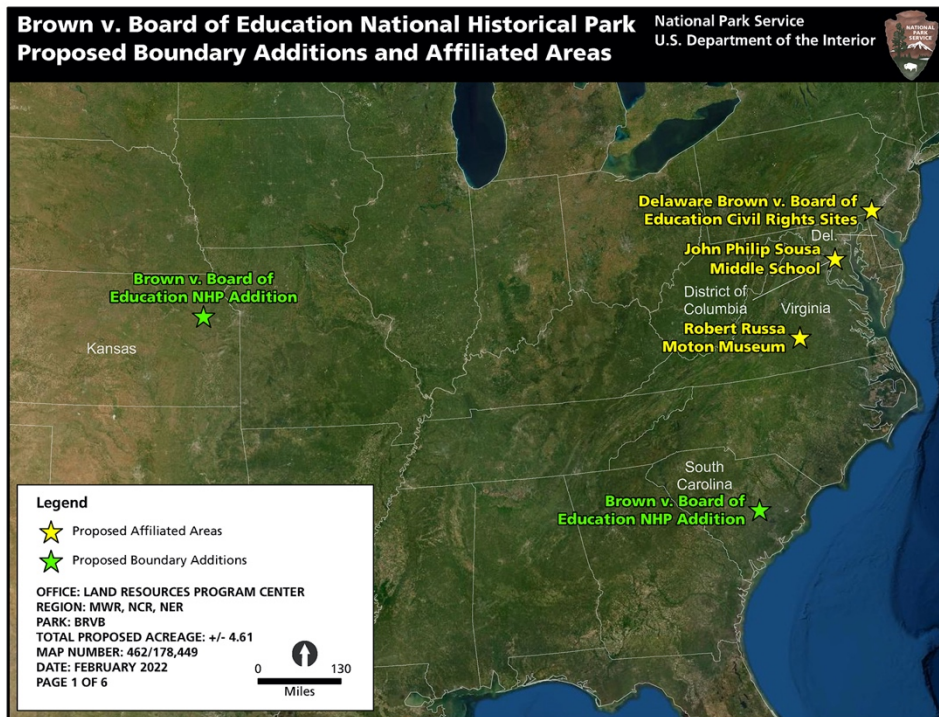 Brown v. Board of Education National Historical Park
Proposed Boundary Additions and Affiliated Areas
National Park Service
U.S. Department of the Interior
NATIONAL
PARK
SERVICE
Delaware Brown v. Board of
Education Civil Rights Sites
Del.
John Philip Sousa
Middle School
District of
Columbia
Virginia
Robert Russa
Moton Museum
Brown v. Board of
Education NHP Addition
Kansas
South
Carolina
Brown v. Board of
Education NHP Addition
Legend
Proposed Affiliated Areas
Proposed Boundary Additions
OFFICE: LAND RESOURCES PROGRAM CENTER
REGION: MWR, NCR, NER
PARK: BRVB
TOTAL PROPOSED ACREAGE: +/- 4.61
MAP NUMBER: 462/178,449
DATE: FEBRUARY 2022
PAGE 1 OF 6
0 130
Miles